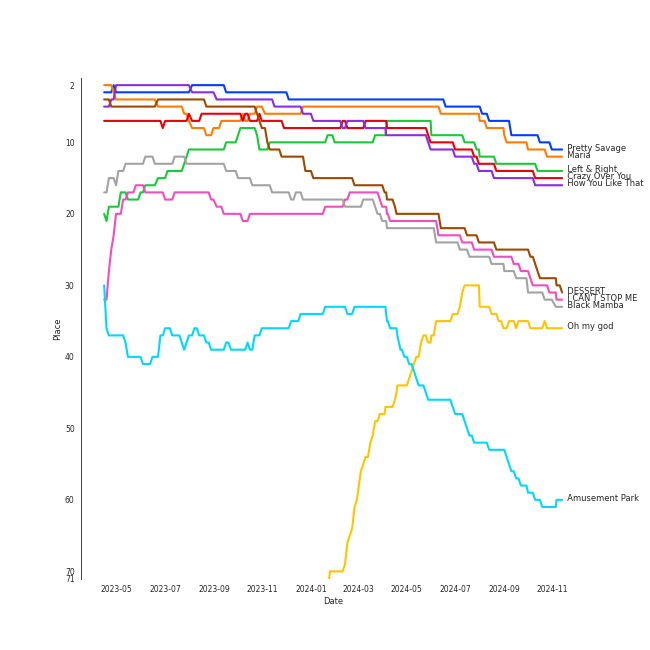 2
10
20
30
40
50
60
70
71
Place
2023-05
2023-07
2023-09
2023-11
2024-01
2024-03
2024-05
2024-07
2024-09
2024-11
Date
Pretty Savage
Maria
Left & Right
Crazy Over You
How You Like That
DESSERT
I CAN'T STOP ME
Black Mamba
Oh my god
Amusement Park